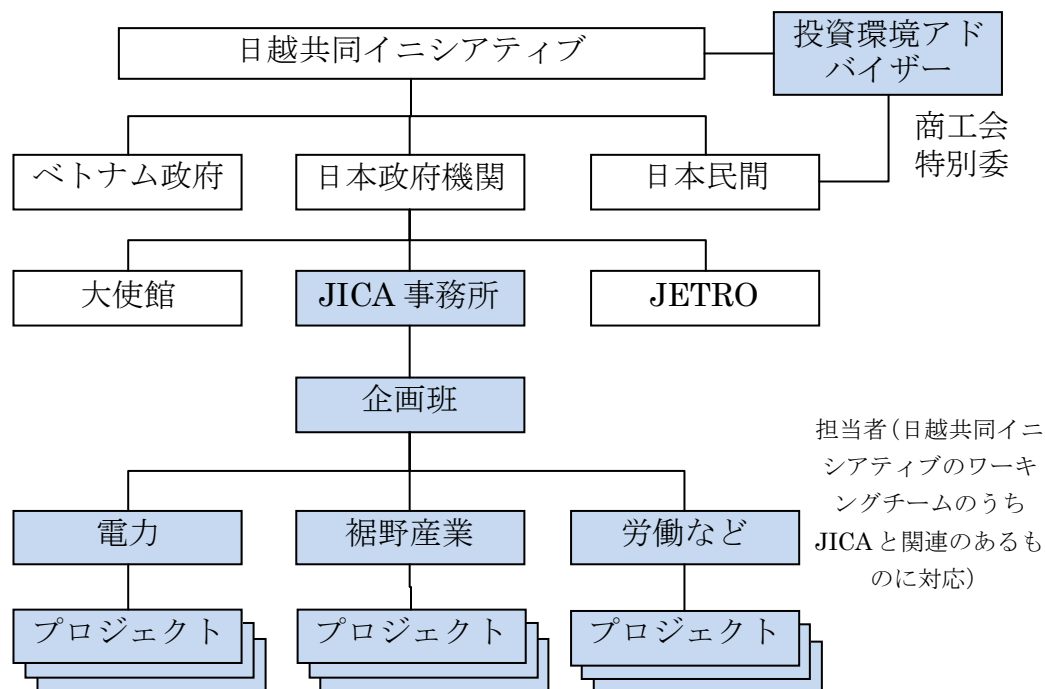 日越共同イニシアティブ
投資環境アド
バイザー
商工会
特別委
ベトナム政府
日本政府機関
日本民間
大使館
JICA 事務所
JETRO
企画班
担当者(日越共同イニ
シアティブのワーキ
ングチームのうち
JICA と関連のあるも
のに対応)
電力
裾野産業
労働など
プロジェクト
プロジェクト
プロジェクト